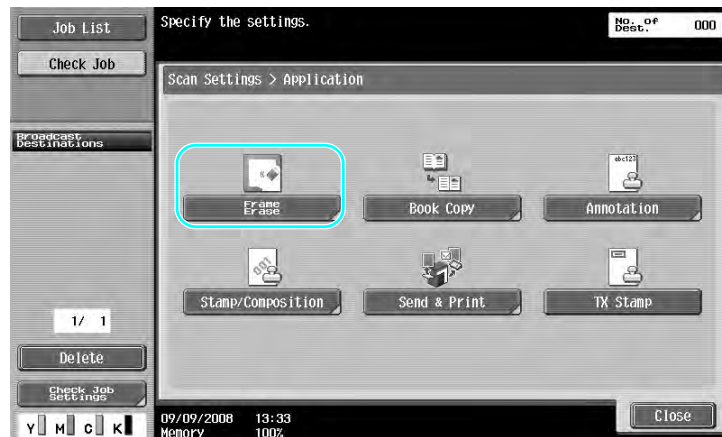 Job List
Check Job
Specify the settings.
No. of
Dest.
000
Scan Settings > Application
Broadcast
Destinations
abc123
Frame
Erase
Book Copy
Annotation
001
Stamp/Composition
Send & Print
TX Stamp
1/ 1
Delete
Check Job
Settings
Close
Y M C K
09/09/2008 13:33
Memory 100%